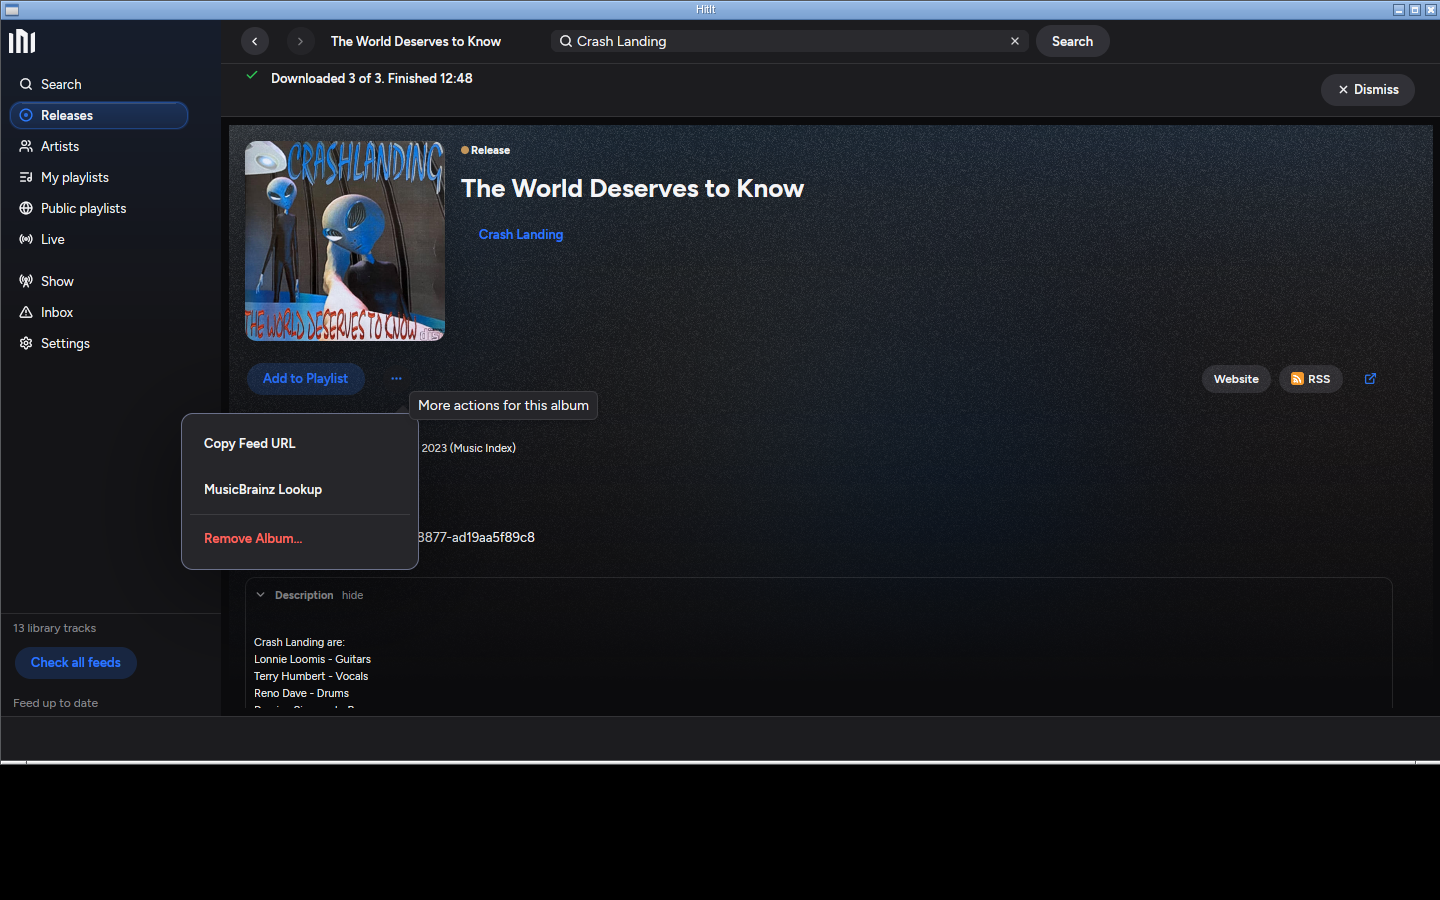 HitIt
The World Deserves to Know
Crash Landing
Search
Search
Releases
Artists
My playlists
Public playlists
Live
Show
Inbox
Settings
Downloaded 3 of 3. Finished 12:48
Dismiss
CRASHLANDING
THE WORLD DESERVES TO KNOW
Release
The World Deserves to Know
Crash Landing
Add to Playlist
Website
RSS
More actions for this album
Copy Feed URL
MusicBrainz Lookup
Remove Album...
2023 (Music Index)
8877-ad19aa5f89c8
Description hide
Crash Landing are:
Lonnie Loomis - Guitars
Terry Humbert - Vocals
Reno Dave - Drums
13 library tracks
Check all feeds
Feed up to date